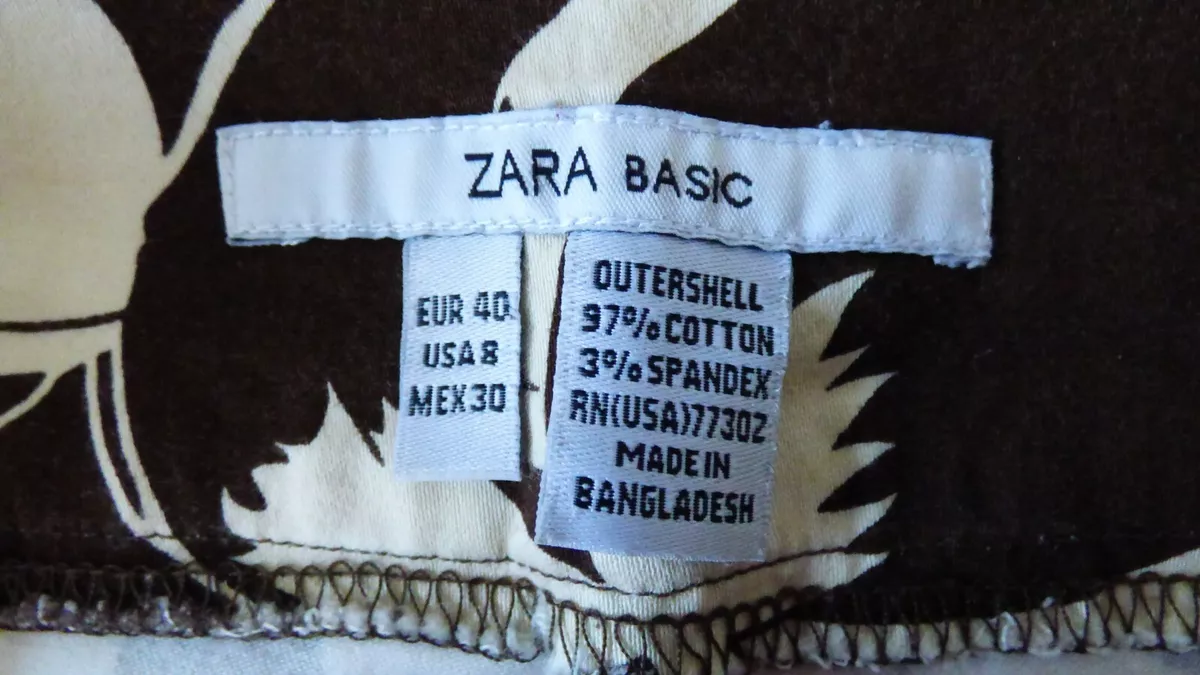 ZARA BASIC
EUR 40
USA 8
MEX 30
OUTERSHELL
97% COTTON
3% SPANDEX
RN(USA)77302
MADE IN
BANGLADESH